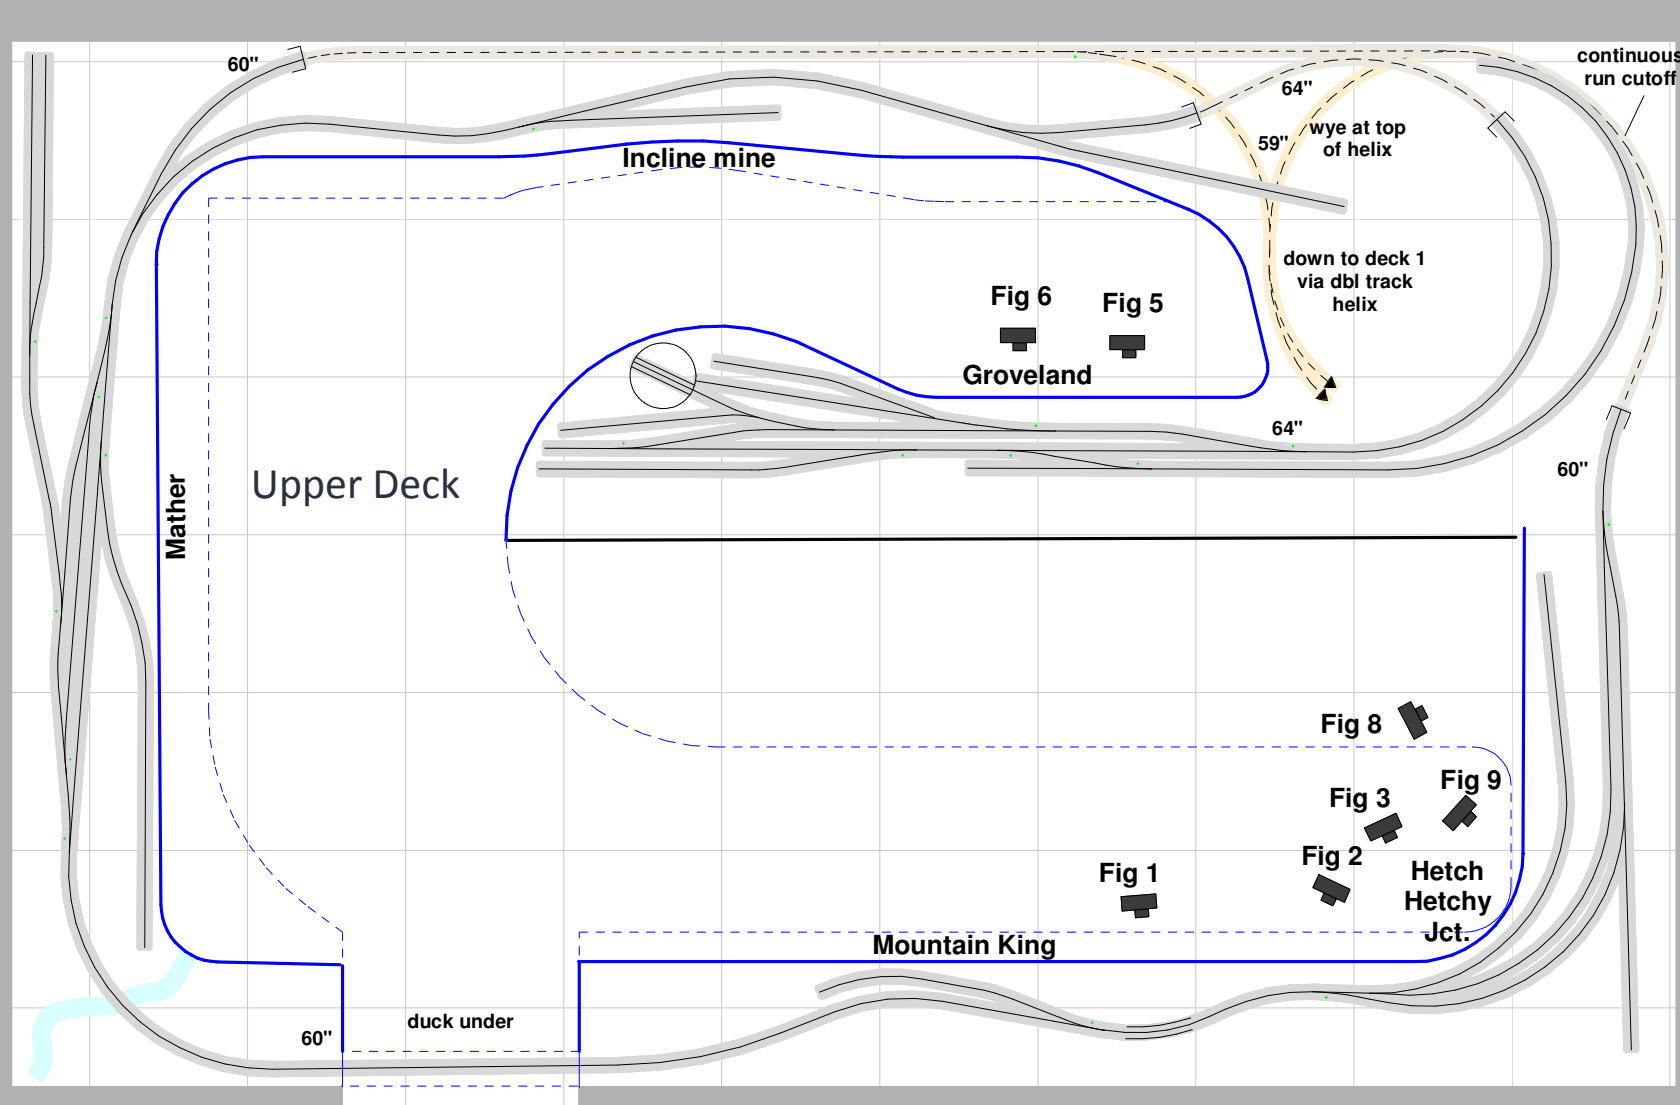 60"
continuous
run cutoff
64"
wye at top
of helix
59"
Incline mine
down to deck 1
via dbl track
helix
Fig 6
Fig 5
Groveland
64"
60"
Upper Deck
Mather
Fig 8
Fig 9
Fig 3
Fig 2
Fig 1
Hetch
Hetchy
Jct.
Mountain King
duck under
60"